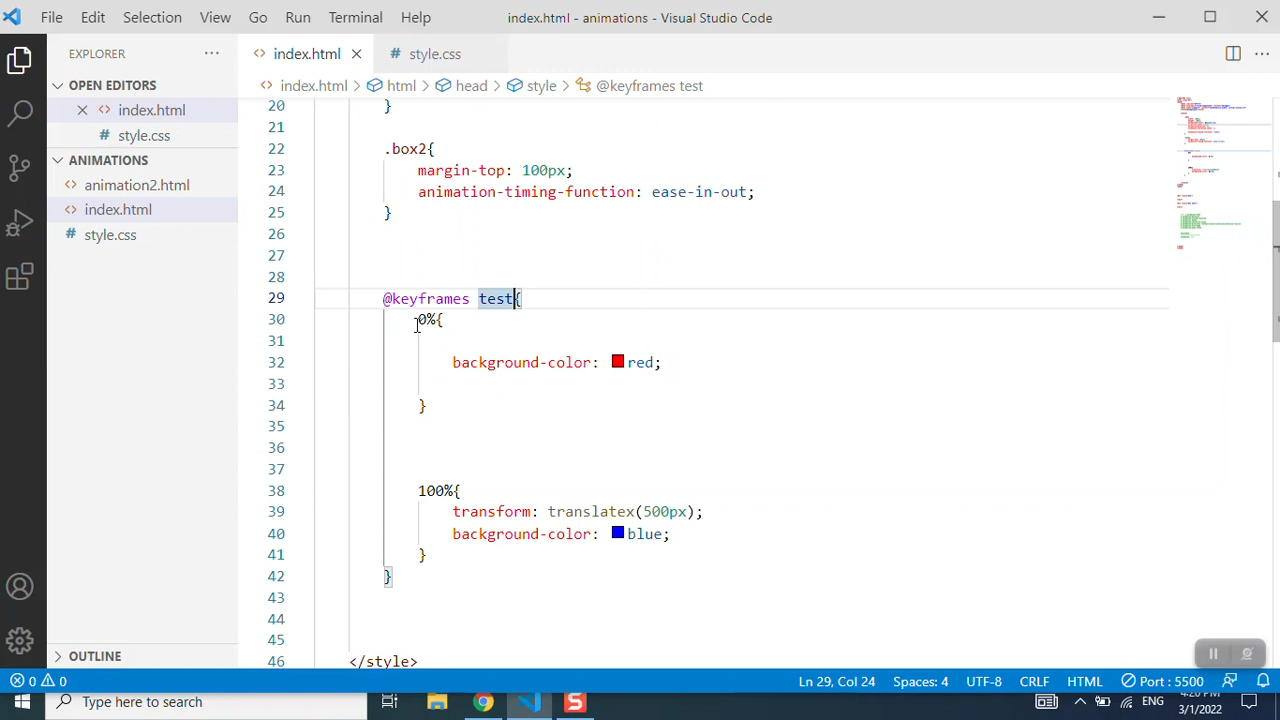 File Edit Selection View Go Run Terminal Help index.html - animations - Visual Studio Code
EXPLORER ··· index.html style.css ···
OPEN EDITORS
index.html
style.css
ANIMATIONS
animation2.html
index.html
style.css
OUTLINE
index.html > html > head > style > @keyframes test
20 }
21
22 .box2{
23 margin-top: 100px;
24 animation-timing-function: ease-in-out;
25 }
26
27
28
29 @keyframes test{
30 0%{
31
32 background-color: red;
33
34 }
35
36
37
38 100%{
39 transform: translatex(500px);
40 background-color: blue;
41 }
42 }
43
44
45
46 </style>
0 0 Ln 29, Col 24 Spaces: 4 UTF-8 CRLF HTML Port : 5500
Type here to search ENG
4:20 PM
3/1/2022